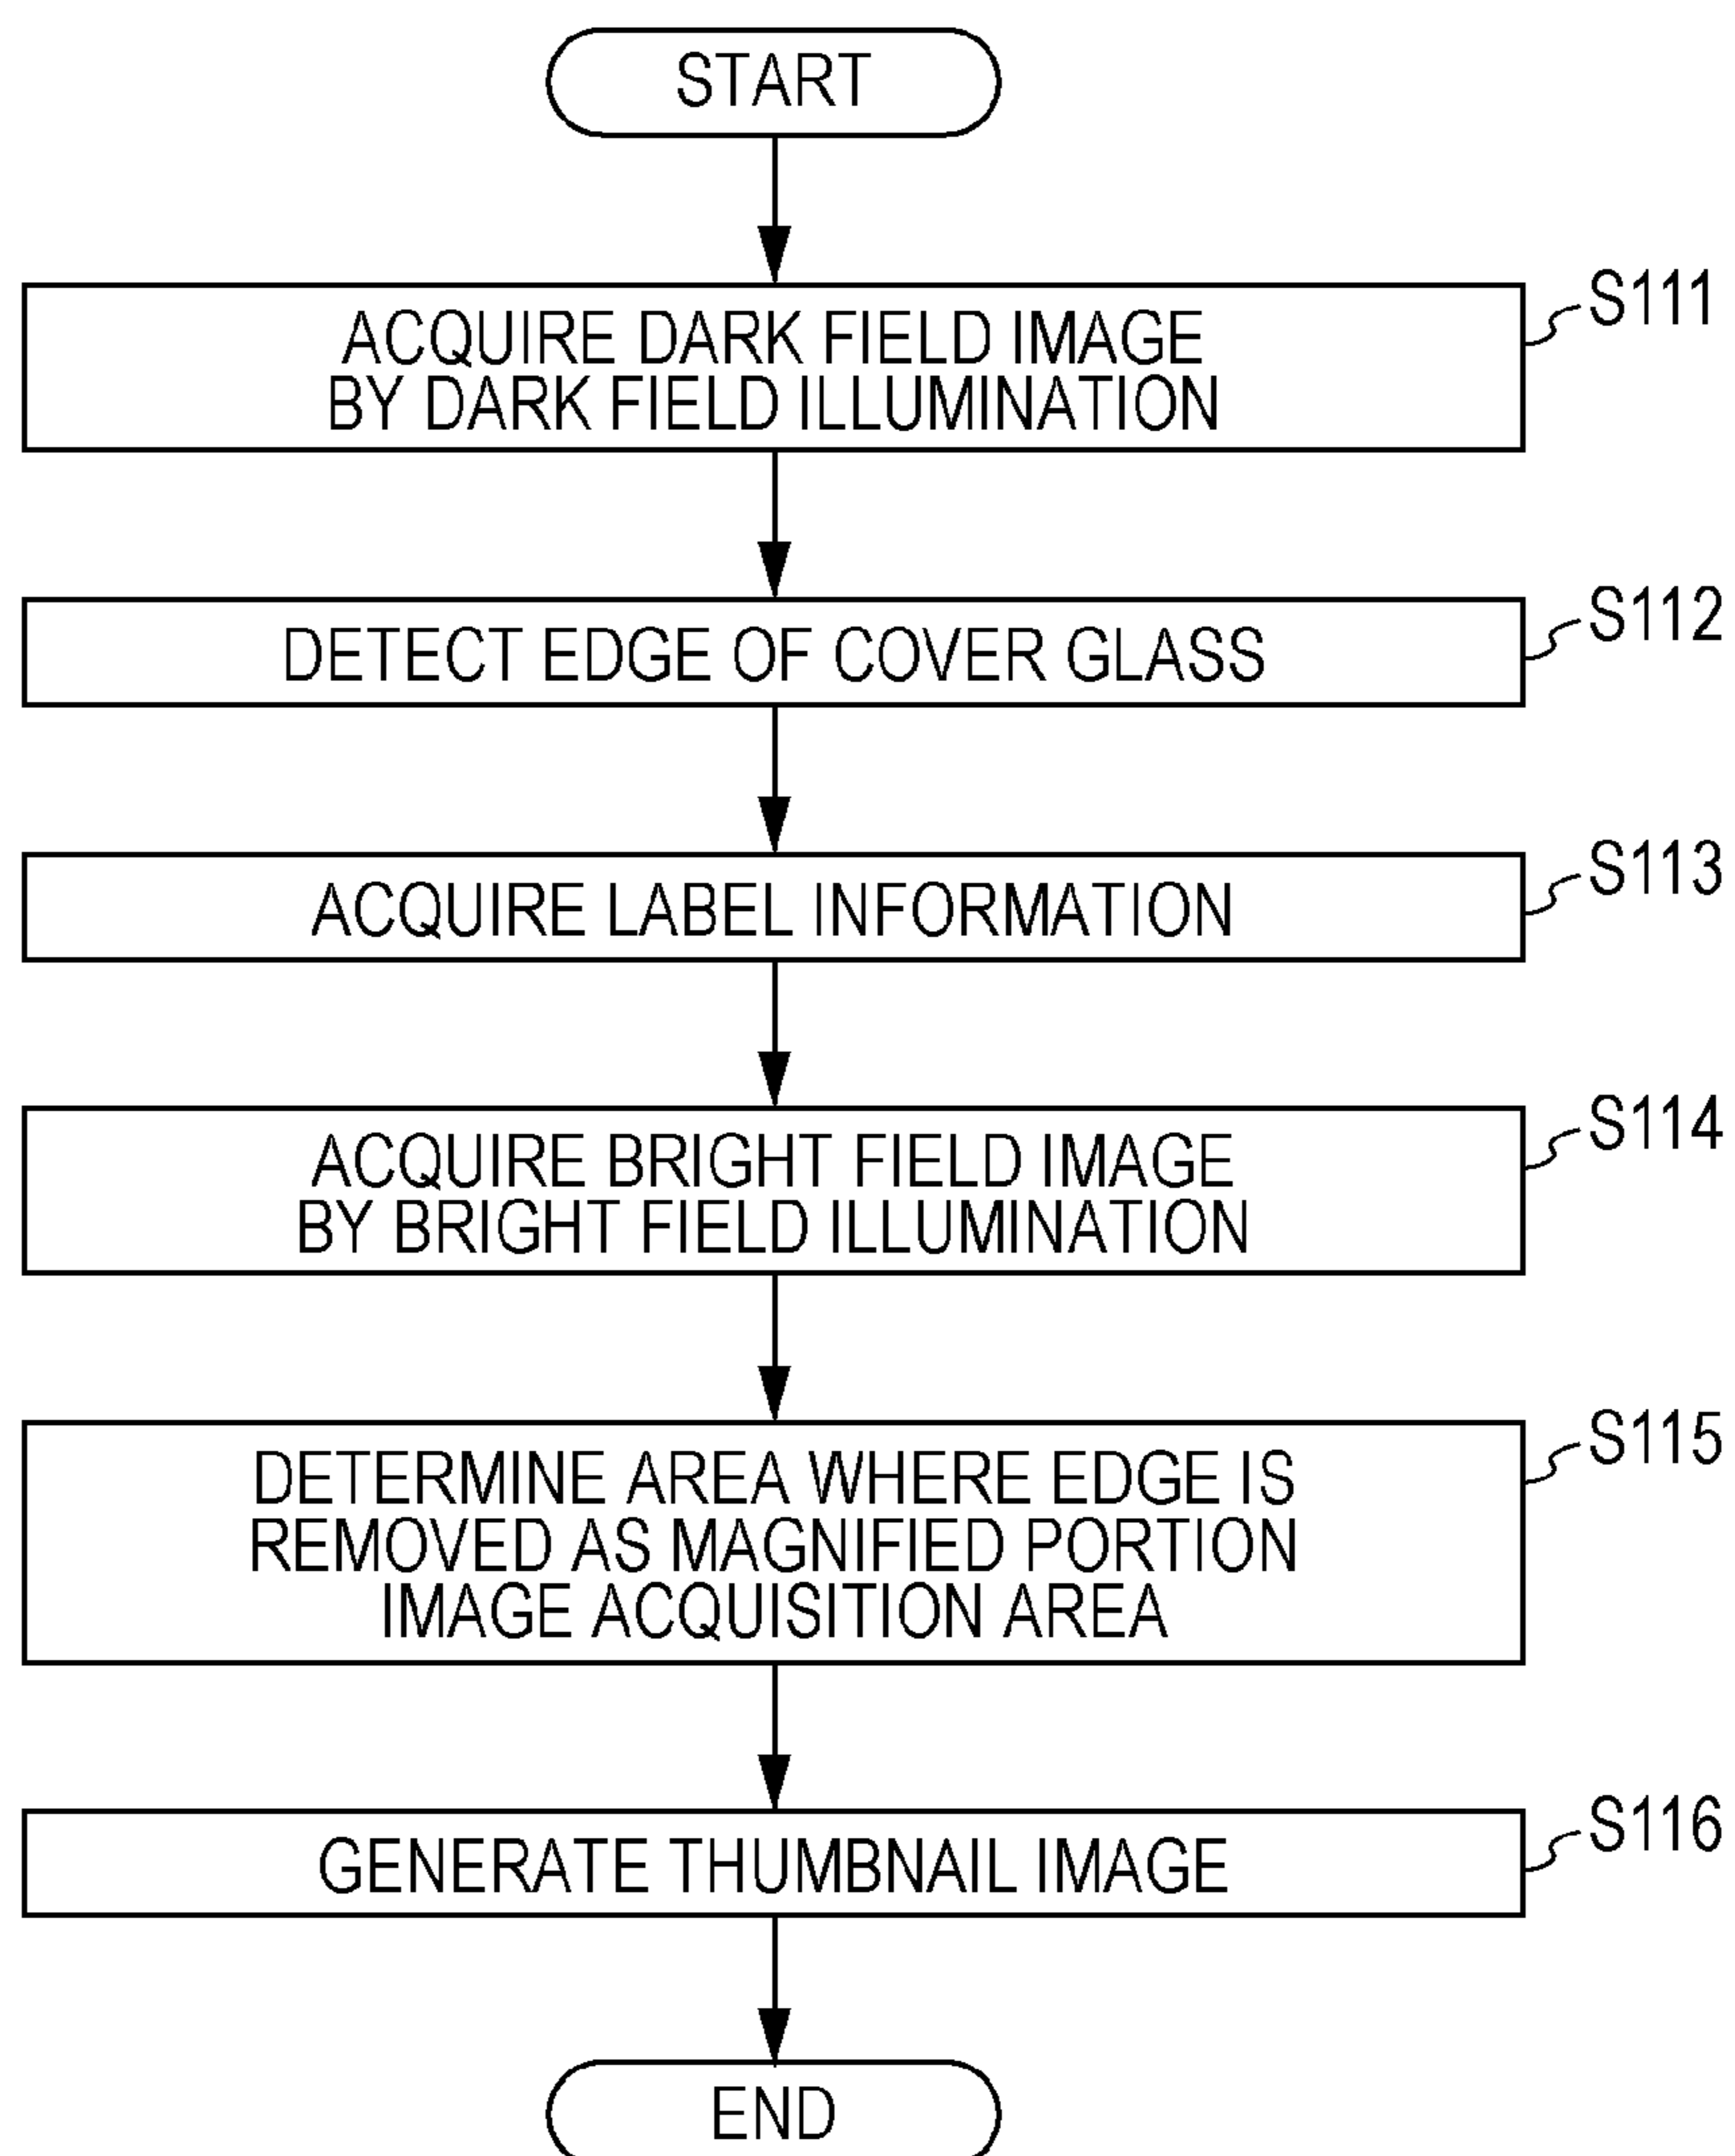 START
S111
ACQUIRE DARK FIELD IMAGE
BY DARK FIELD ILLUMINATION
S112
DETECT EDGE OF COVER GLASS
S113
ACQUIRE LABEL INFORMATION
S114
ACQUIRE BRIGHT FIELD IMAGE
BY BRIGHT FIELD ILLUMINATION
S115
DETERMINE AREA WHERE EDGE IS
REMOVED AS MAGNIFIED PORTION
IMAGE ACQUISITION AREA
S116
GENERATE THUMBNAIL IMAGE
END